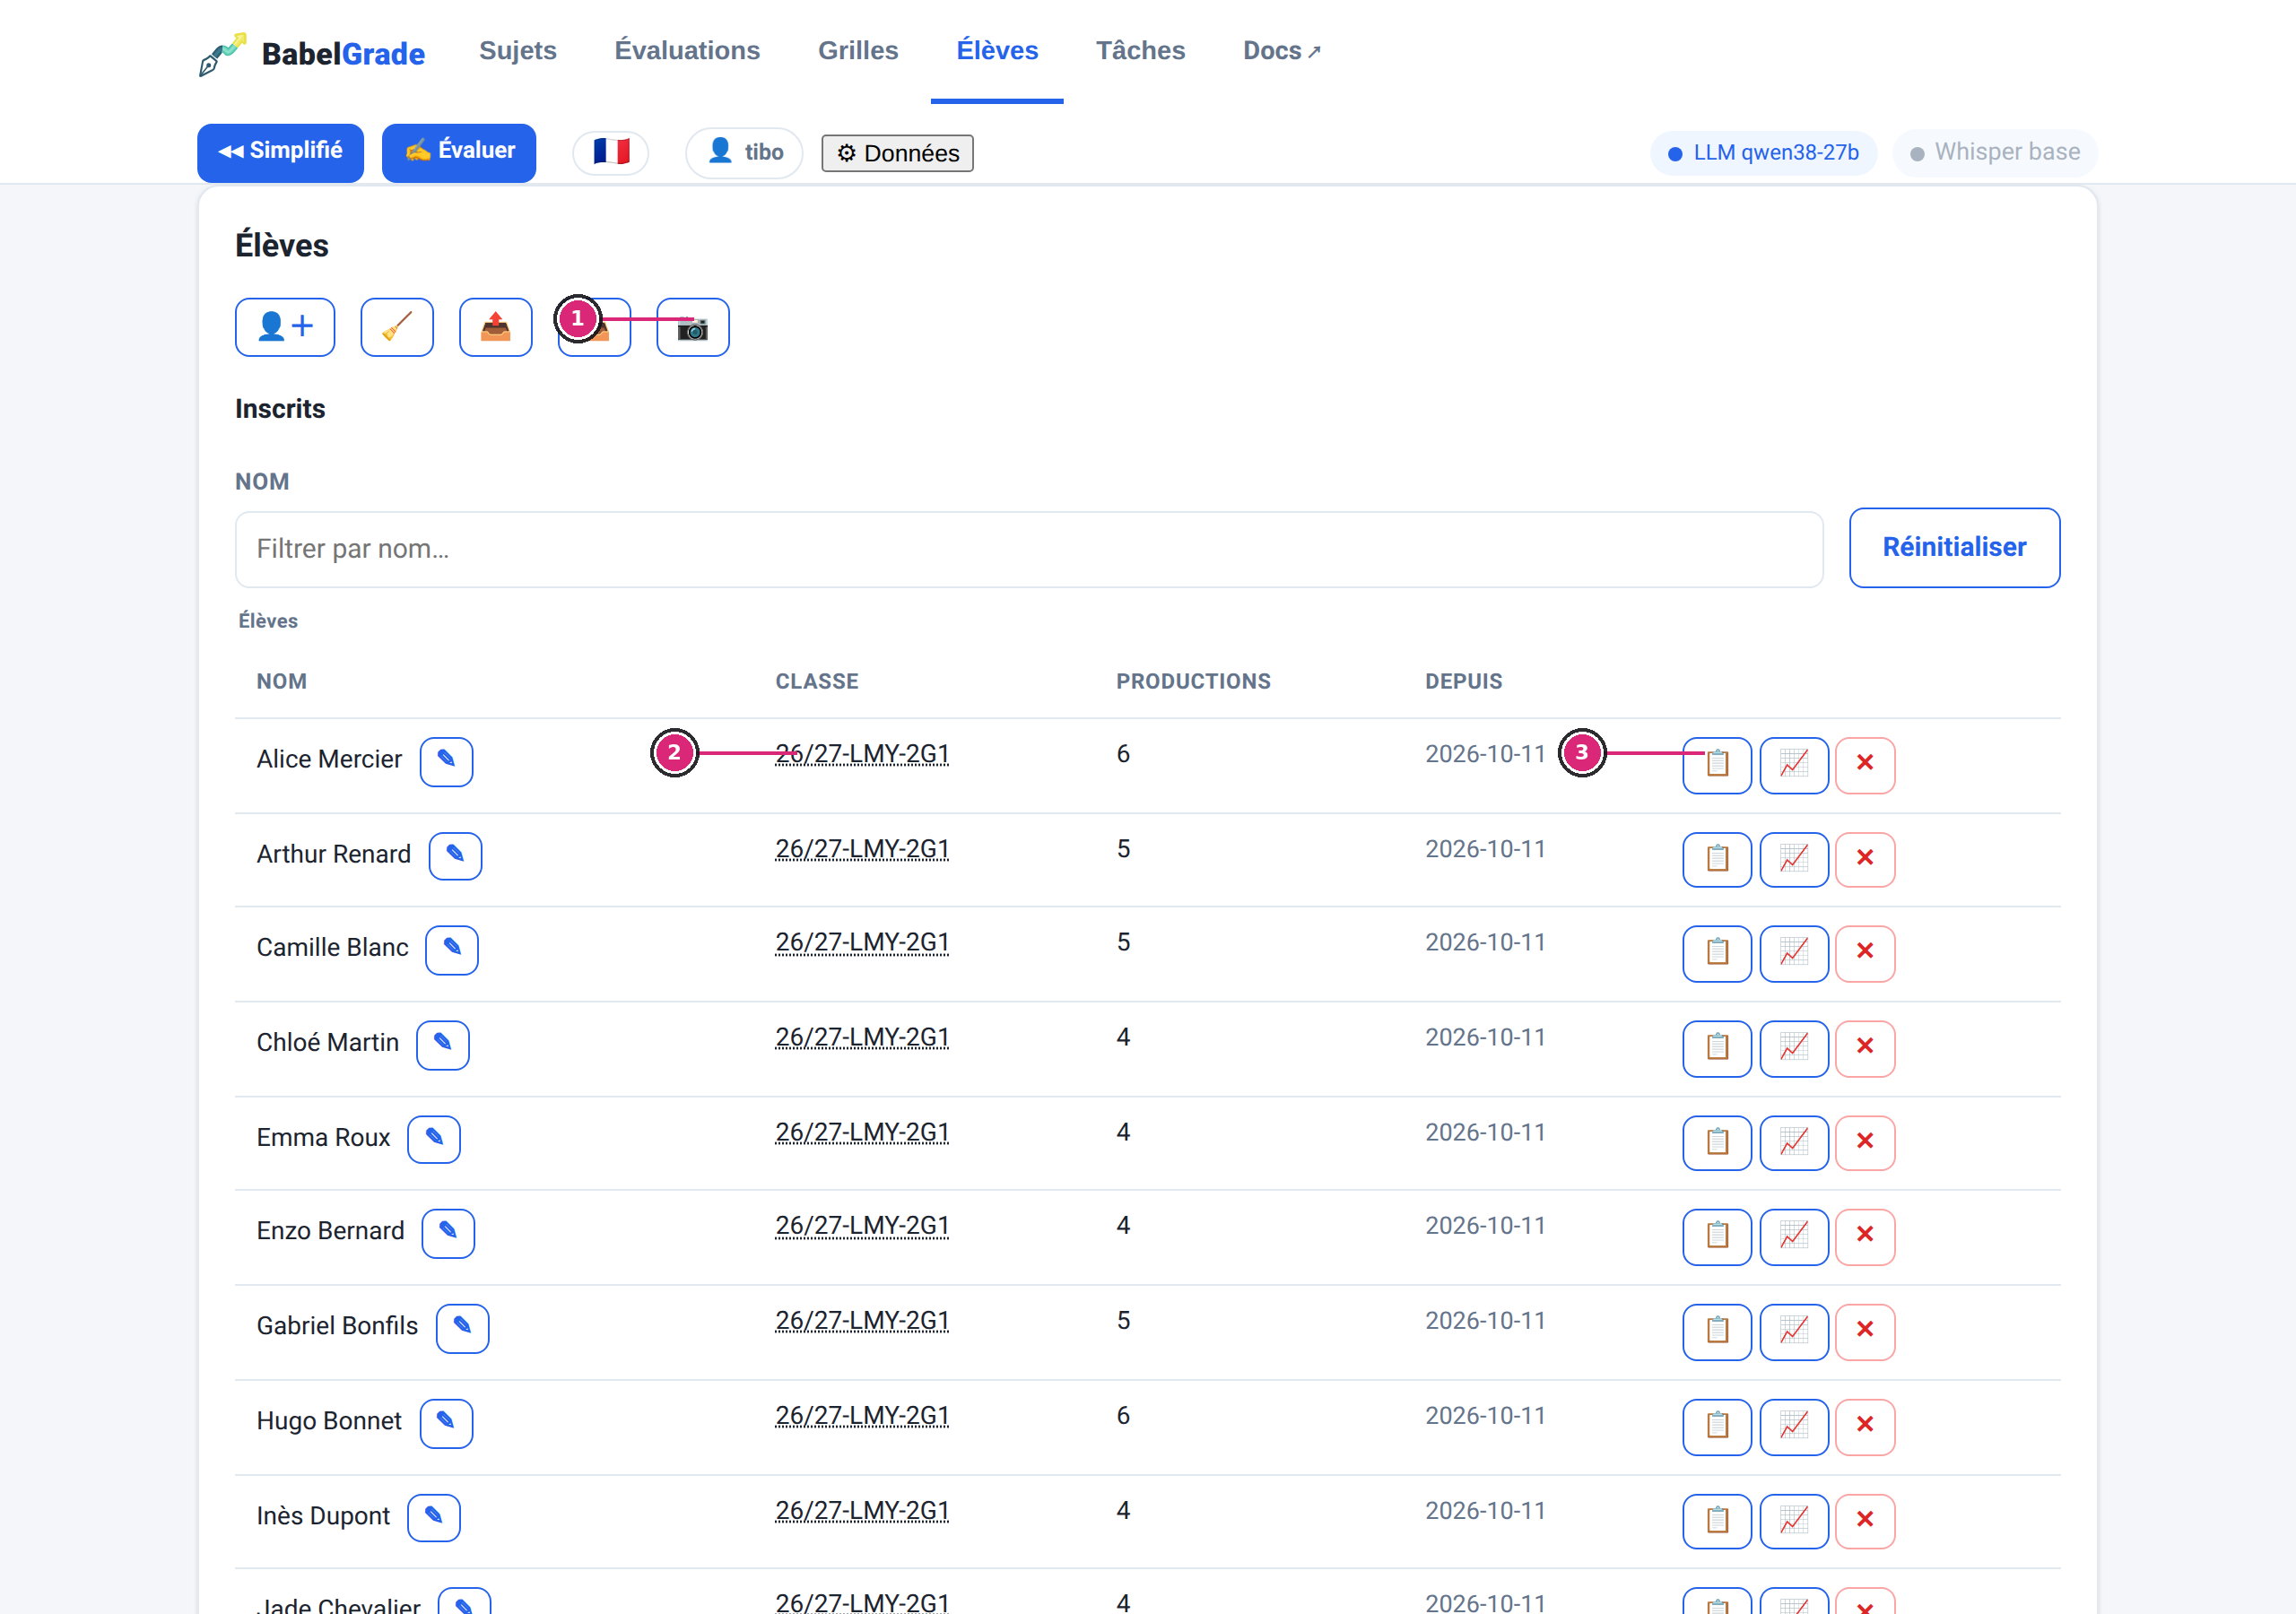 BabelGrade Sujets Évaluations Grilles Élèves Tâches Docs ↗
◀◀ Simplifié ✍️ Évaluer 🇫🇷 👤 tibo ⚙ Données LLM qwen38-27b Whisper base
Élèves
👤+ 🧹 📤 1 📷
Inscrits
NOM
Filtrer par nom… Réinitialiser
Élèves
NOM CLASSE PRODUCTIONS DEPUIS
Alice Mercier ✎ 2 26/27-LMY-2G1 6 2026-10-11 3 📋 📈 ✕
Arthur Renard ✎ 26/27-LMY-2G1 5 2026-10-11 📋 📈 ✕
Camille Blanc ✎ 26/27-LMY-2G1 5 2026-10-11 📋 📈 ✕
Chloé Martin ✎ 26/27-LMY-2G1 4 2026-10-11 📋 📈 ✕
Emma Roux ✎ 26/27-LMY-2G1 4 2026-10-11 📋 📈 ✕
Enzo Bernard ✎ 26/27-LMY-2G1 4 2026-10-11 📋 📈 ✕
Gabriel Bonfils ✎ 26/27-LMY-2G1 5 2026-10-11 📋 📈 ✕
Hugo Bonnet ✎ 26/27-LMY-2G1 6 2026-10-11 📋 📈 ✕
Inès Dupont ✎ 26/27-LMY-2G1 4 2026-10-11 📋 📈 ✕
Jade Chevalier ✎ 26/27-LMY-2G1 4 2026-10-11 📋 📈 ✕